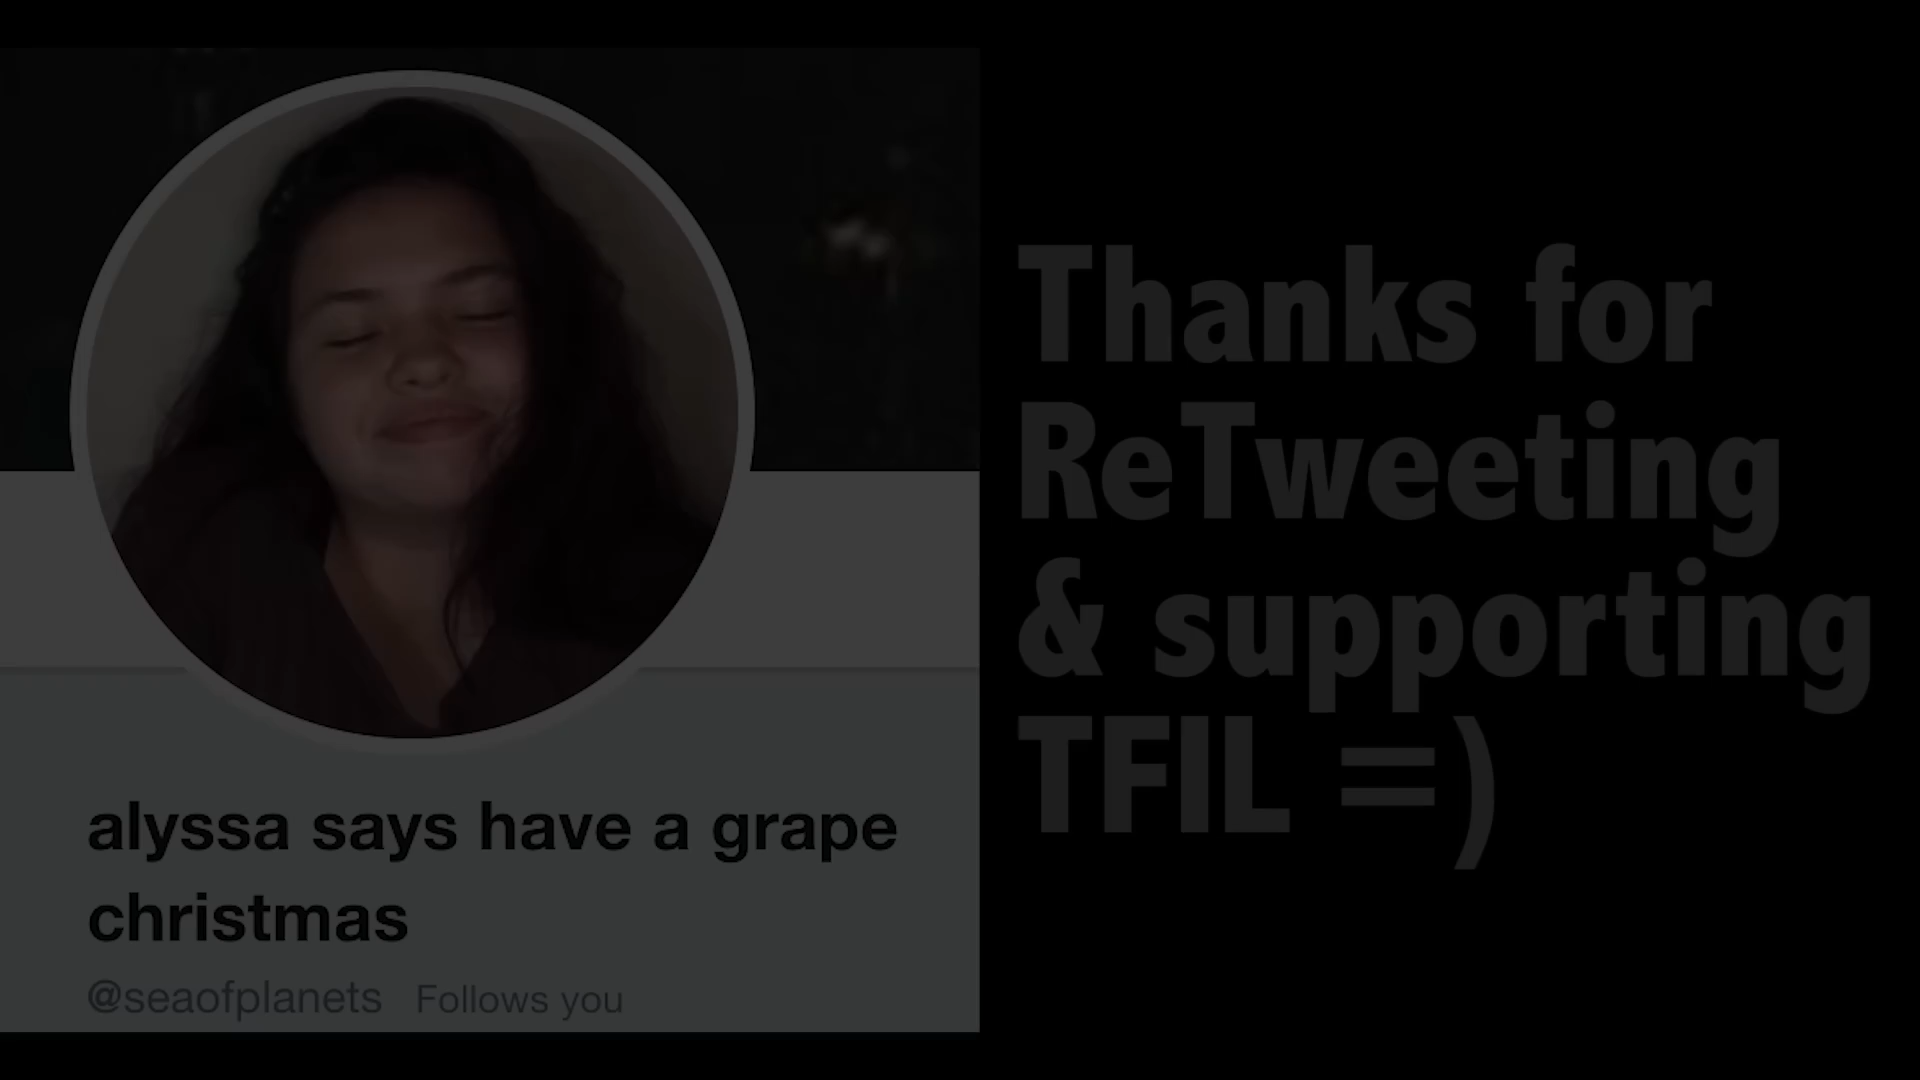 alyssa says have a grape
christmas
@seaofplanets Follows you
Thanks for
ReTweeting
& supporting
TFIL =)